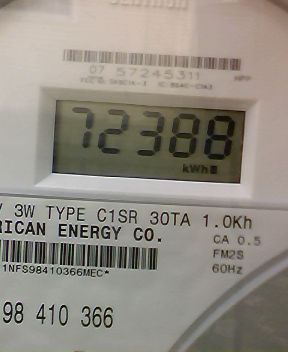 07 57245311
72388
kWh
V 3W TYPE C1SR 30TA 1.0Kh
RICAN ENERGY CO.
CA 0.5
FM2S
60Hz
1NFS98410366MEC*
98 410 366